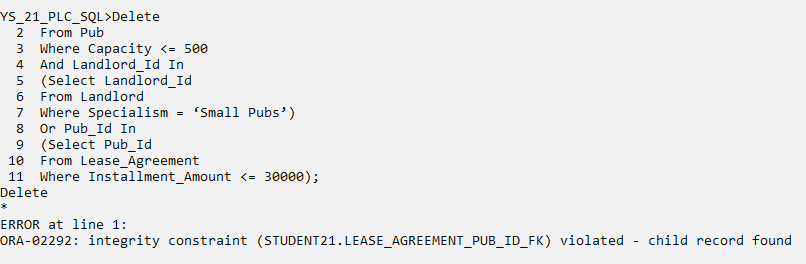 YS_21_PLC_SQL>Delete
2 From Pub
3 Where Capacity <= 500
4 And Landlord_Id In
5 (Select Landlord_Id
6 From Landlord
7 Where Specialism = ‘Small Pubs’)
8 Or Pub_Id In
9 (Select Pub_Id
10 From Lease_Agreement
11 Where Installment_Amount <= 30000);
Delete
*
ERROR at line 1:
ORA-02292: integrity constraint (STUDENT21.LEASE_AGREEMENT_PUB_ID_FK) violated - child record found